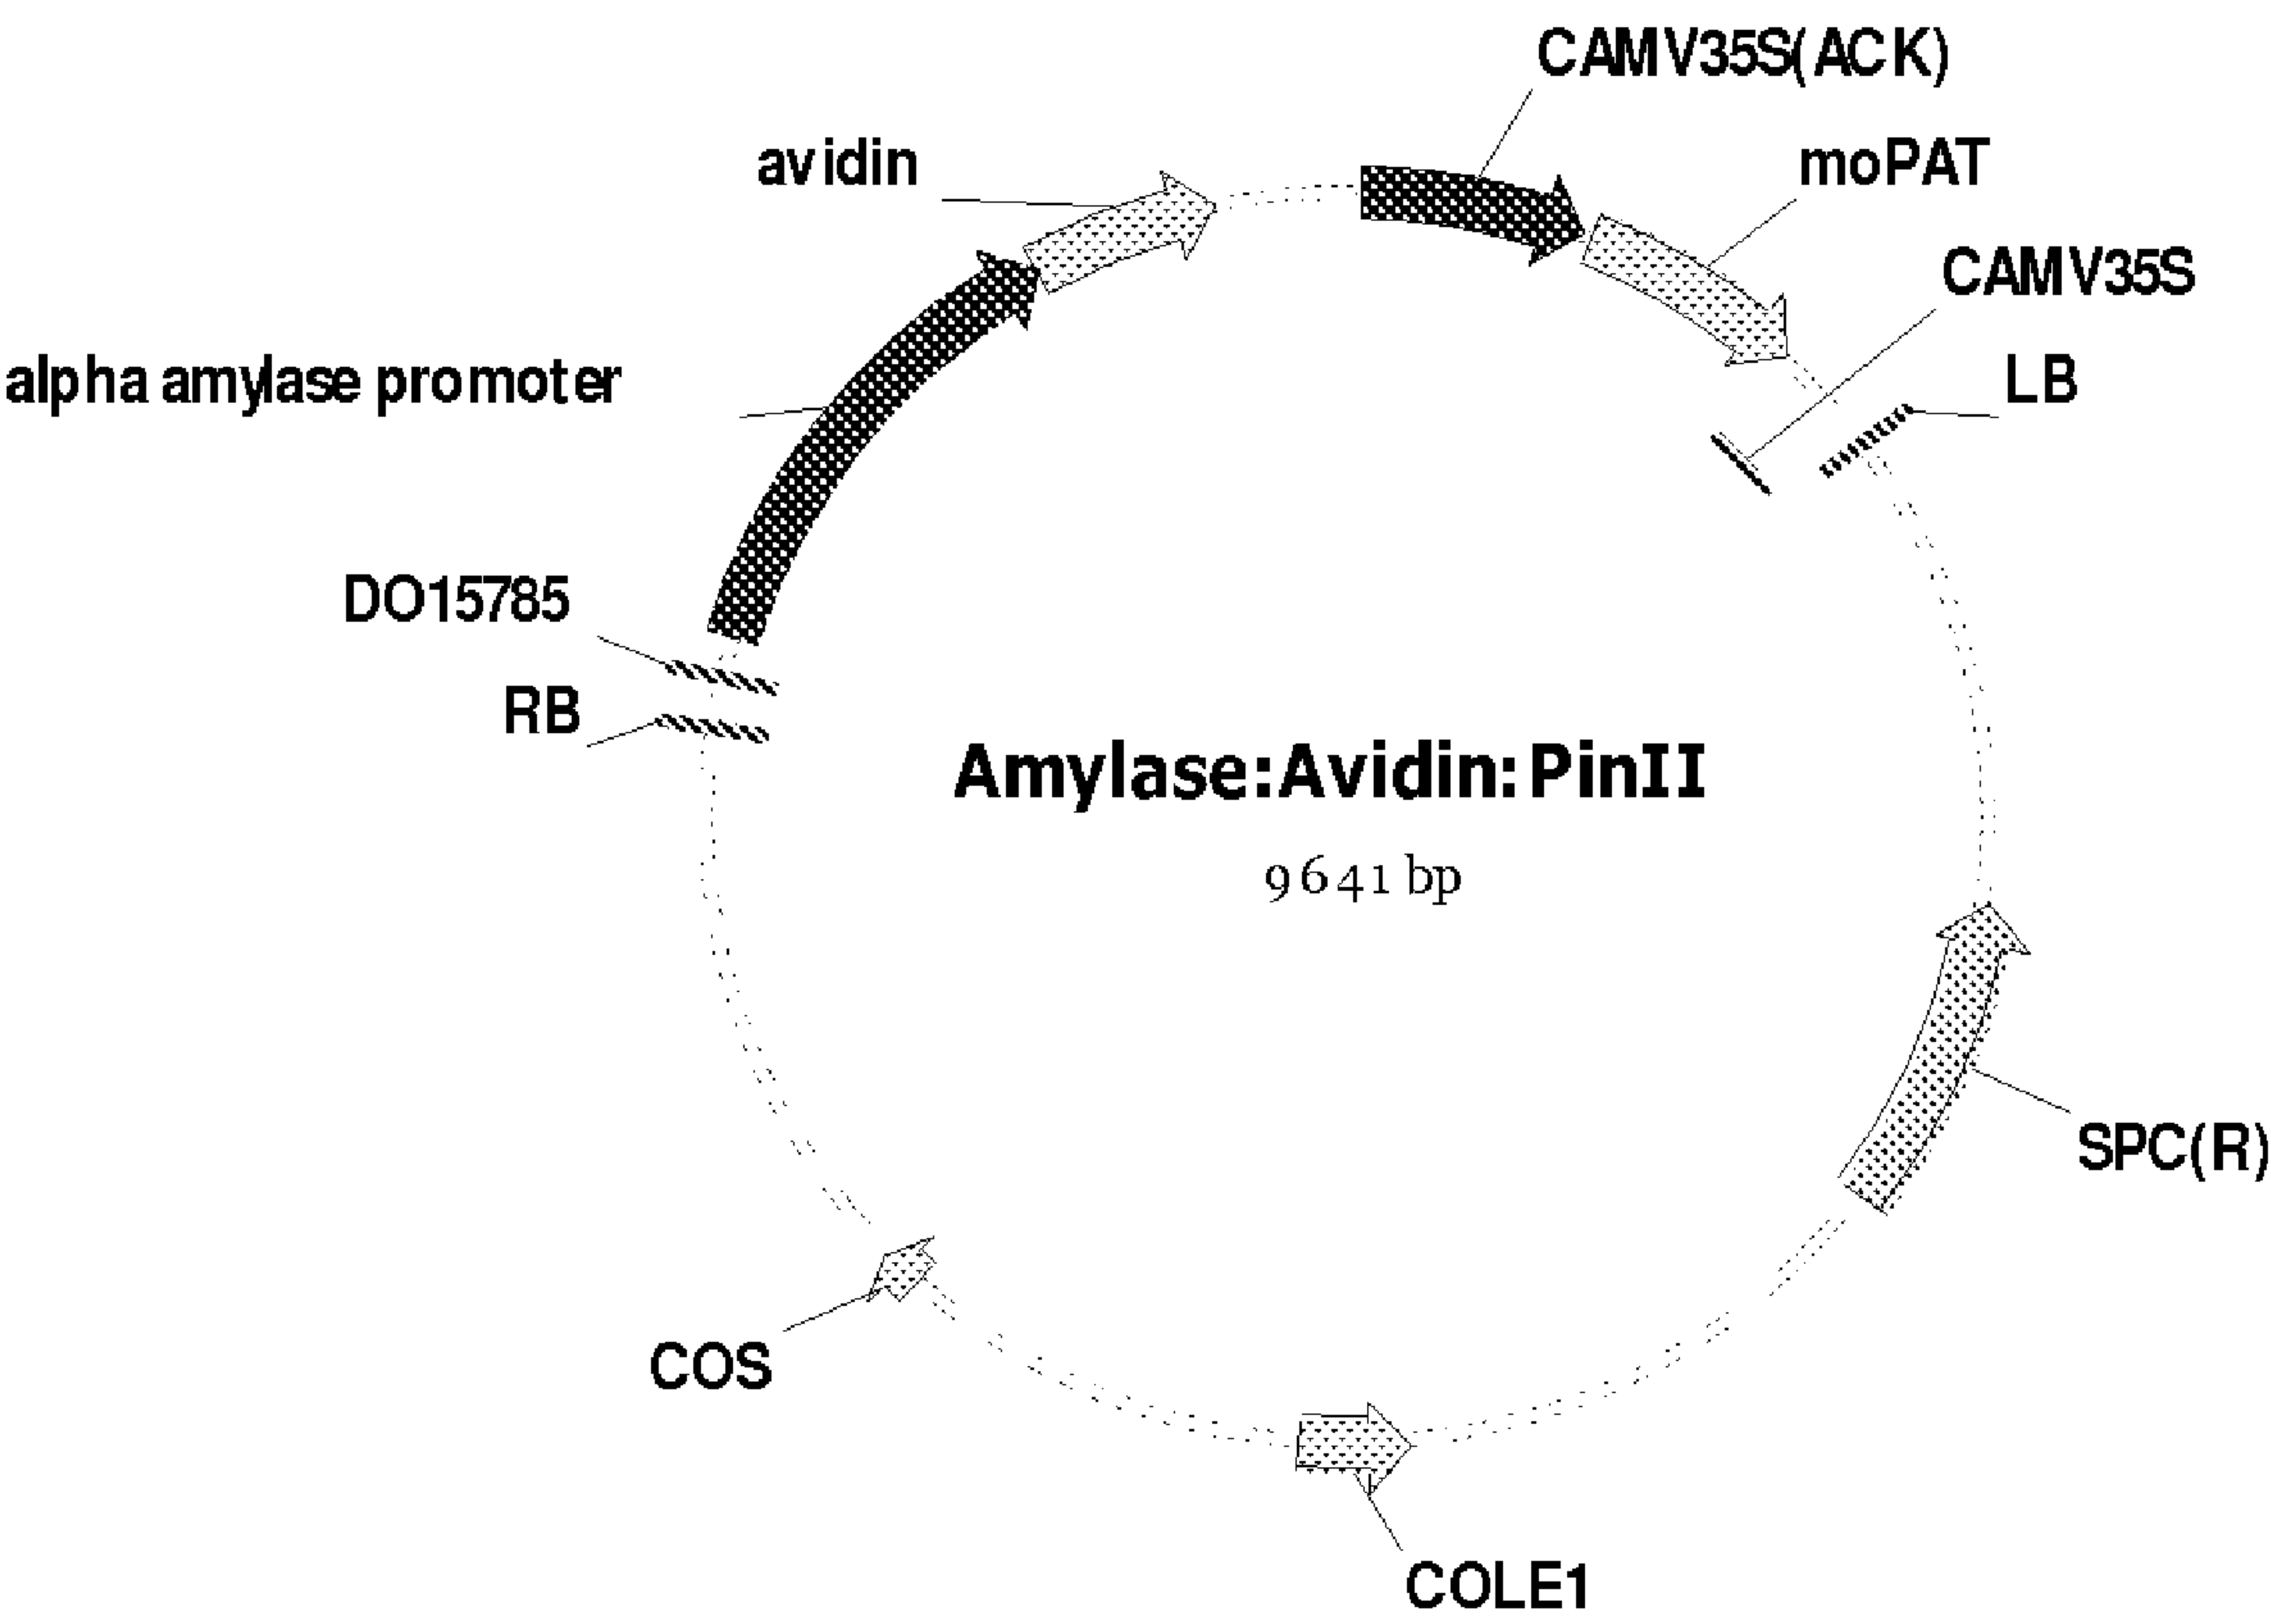 CAMV35S(ACK)
avidin
moPAT
CAMV35S
alpha amylase promoter
LB
DO15785
RB
Amylase:Avidin:PinII
9641 bp
SPC(R)
COS
COLE1